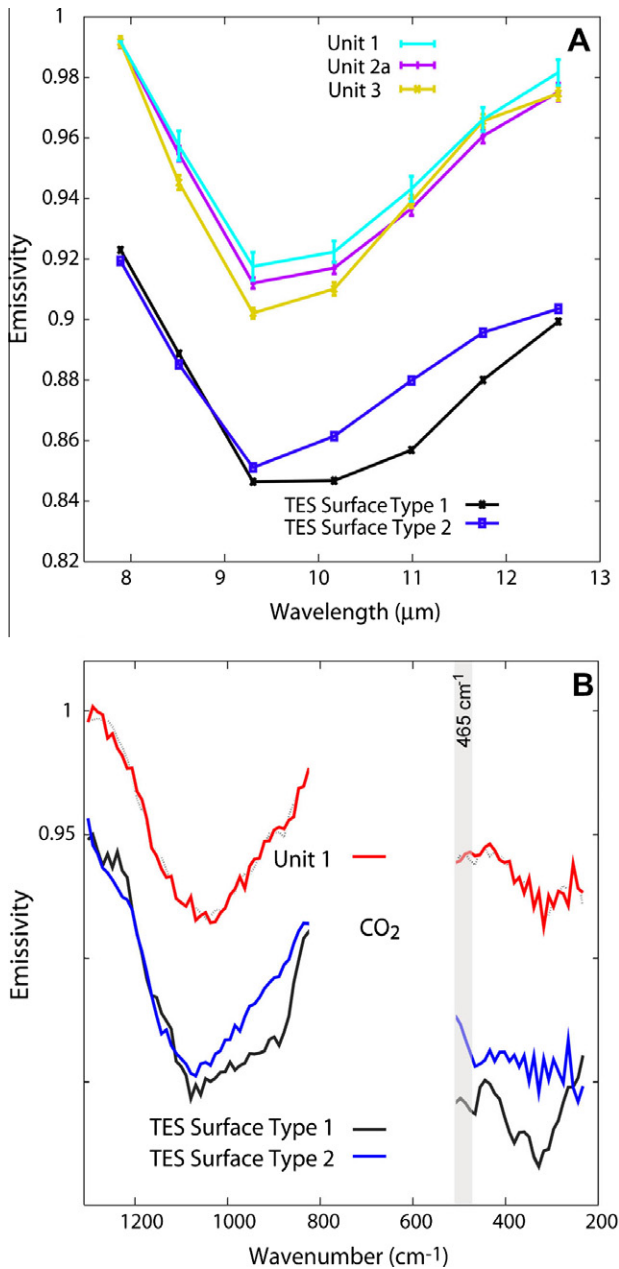 1
A
Unit 1
Unit 2a
Unit 3
0.98
0.96
0.94
0.92
0.9
0.88
0.86
0.84
0.82
Emissivity
TES Surface Type 1
TES Surface Type 2
8
9
10
11
12
13
Wavelength (μm)
B
465 cm-1
1
0.95
Unit 1
CO2
Emissivity
TES Surface Type 1
TES Surface Type 2
1200
1000
800
600
400
200
Wavenumber (cm-1)